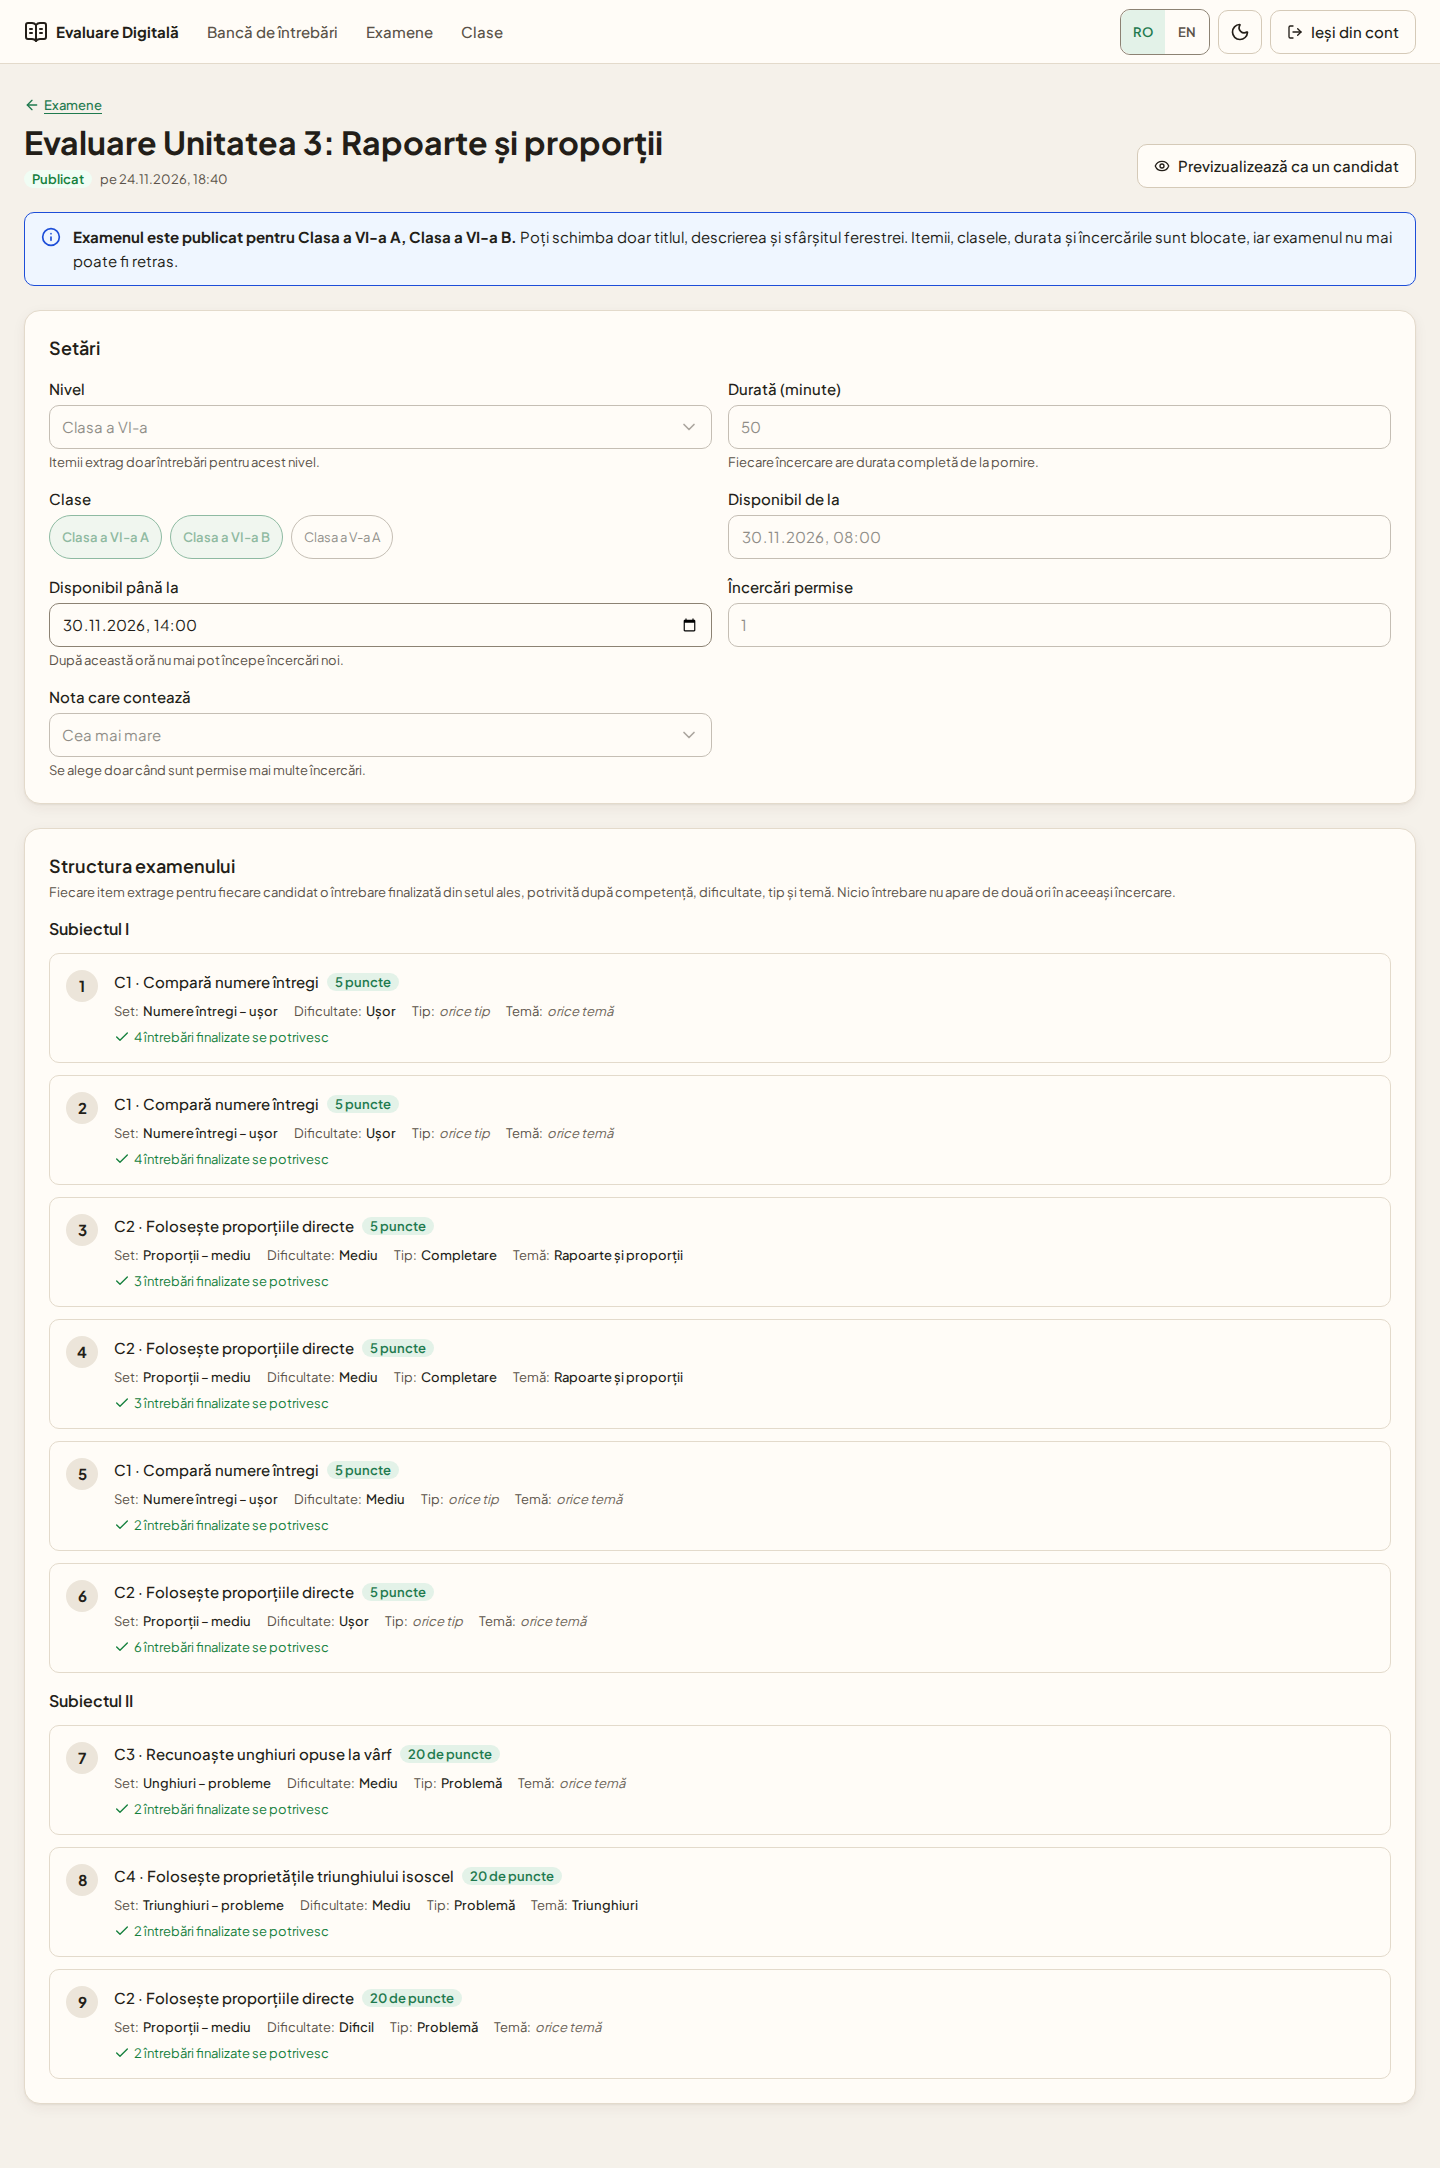 Evaluare Digitală
Bancă de întrebări
Examene
Clase
RO
EN
Ieși din cont
Examene
Evaluare Unitatea 3: Rapoarte și proporții
Publicat pe 24.11.2026, 18:40
Previzualizează ca un candidat
Examenul este publicat pentru Clasa a VI-a A, Clasa a VI-a B. Poți schimba doar titlul, descrierea și sfârșitul ferestrei. Itemii, clasele, durata și încercările sunt blocate, iar examenul nu mai
poate fi retras.
Setări
Nivel
Clasa a VI-a
Itemii extrag doar întrebări pentru acest nivel.
Durată (minute)
50
Fiecare încercare are durata completă de la pornire.
Clase
Clasa a VI-a A
Clasa a VI-a B
Clasa a V-a A
Disponibil de la
30.11.2026, 08:00
Disponibil până la
30.11.2026, 14:00
După această oră nu mai pot începe încercări noi.
Încercări permise
1
Nota care contează
Cea mai mare
Se alege doar când sunt permise mai multe încercări.
Structura examenului
Fiecare item extrage pentru fiecare candidat o întrebare finalizată din setul ales, potrivită după competență, dificultate, tip și temă. Nicio întrebare nu apare de două ori în aceeași încercare.
Subiectul I
1
C1 · Compară numere întregi 5 puncte
Set: Numere întregi – ușor Dificultate: Ușor Tip: orice tip Temă: orice temă
4 întrebări finalizate se potrivesc
2
C1 · Compară numere întregi 5 puncte
Set: Numere întregi – ușor Dificultate: Ușor Tip: orice tip Temă: orice temă
4 întrebări finalizate se potrivesc
3
C2 · Folosește proporțiile directe 5 puncte
Set: Proporții – mediu Dificultate: Mediu Tip: Completare Temă: Rapoarte și proporții
3 întrebări finalizate se potrivesc
4
C2 · Folosește proporțiile directe 5 puncte
Set: Proporții – mediu Dificultate: Mediu Tip: Completare Temă: Rapoarte și proporții
3 întrebări finalizate se potrivesc
5
C1 · Compară numere întregi 5 puncte
Set: Numere întregi – ușor Dificultate: Mediu Tip: orice tip Temă: orice temă
2 întrebări finalizate se potrivesc
6
C2 · Folosește proporțiile directe 5 puncte
Set: Proporții – mediu Dificultate: Ușor Tip: orice tip Temă: orice temă
6 întrebări finalizate se potrivesc
Subiectul II
7
C3 · Recunoaște unghiuri opuse la vârf 20 de puncte
Set: Unghiuri – probleme Dificultate: Mediu Tip: Problemă Temă: orice temă
2 întrebări finalizate se potrivesc
8
C4 · Folosește proprietățile triunghiului isoscel 20 de puncte
Set: Triunghiuri – probleme Dificultate: Mediu Tip: Problemă Temă: Triunghiuri
2 întrebări finalizate se potrivesc
9
C2 · Folosește proporțiile directe 20 de puncte
Set: Proporții – mediu Dificultate: Dificil Tip: Problemă Temă: orice temă
2 întrebări finalizate se potrivesc